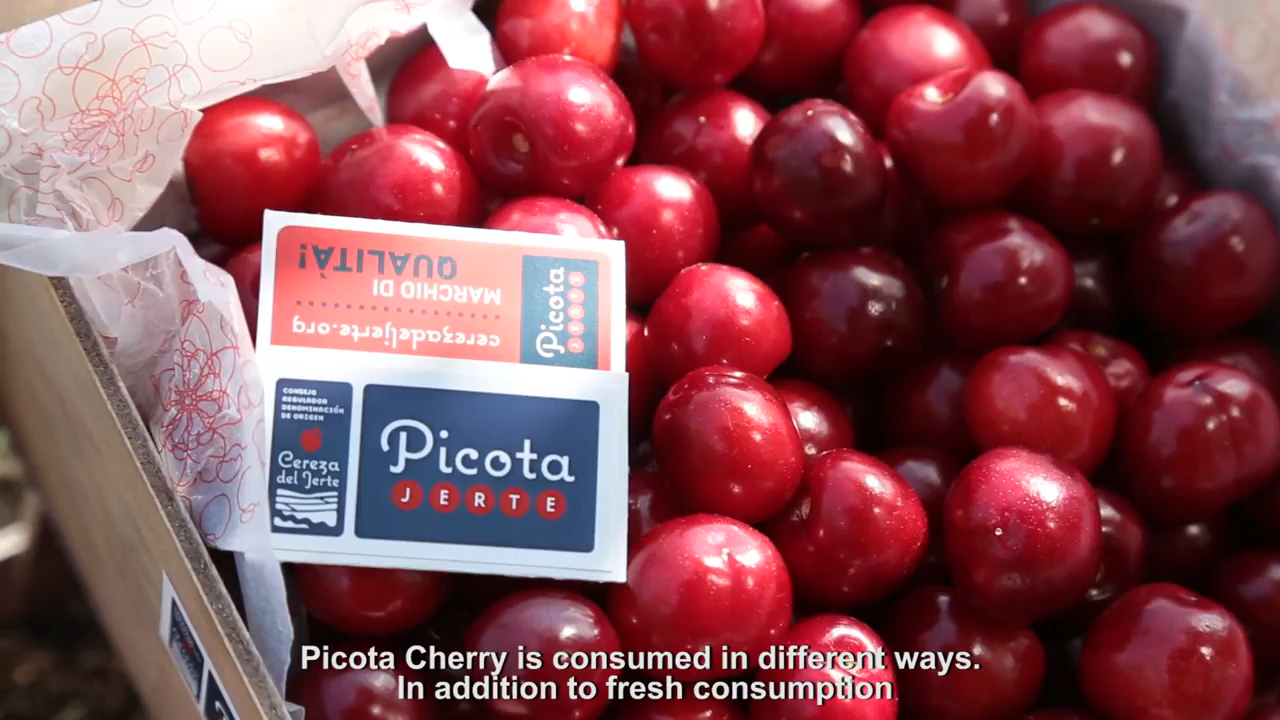 cerezadeljerte.org
MARCHIO DI
QUALITÀ!
Picota
JERTE
CONSEJO
REGULADOR
DENOMINACIÓN
DE ORIGEN
Cereza
del Jerte
Picota
JERTE
Picota Cherry is consumed in different ways.
In addition to fresh consumption